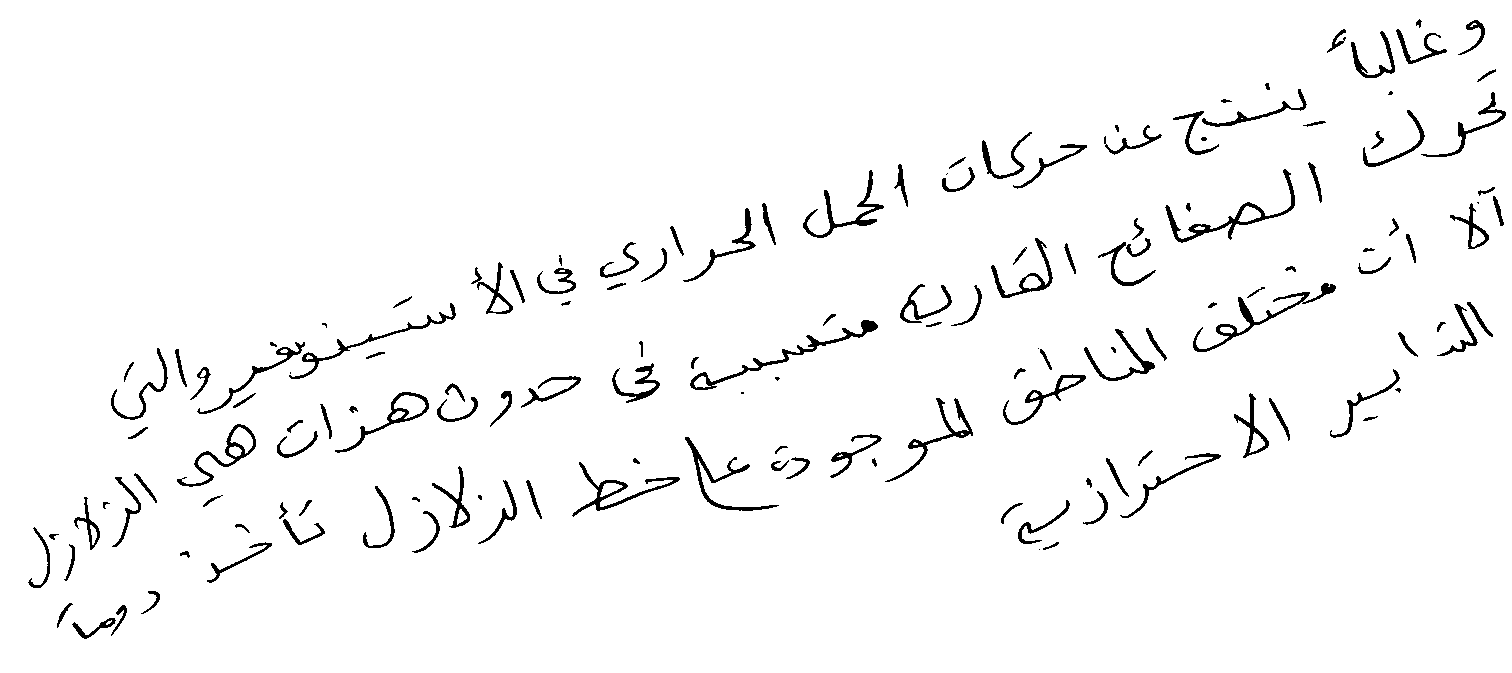 وغالباً ينتج عن حركات الحمل الحراري في الأستينوسفير والتي
تحرك الصفائح القارية متسببة في حدوث هزات هي الزلازل
آلا أن مختلف المناطق الموجودة على خط الزلازل تأخذ دوماً
التدابير الاحترازية